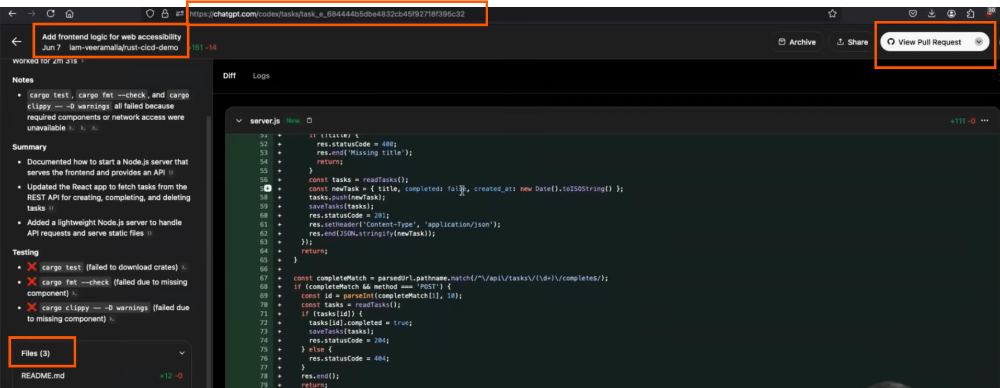 https://chatgpt.com/codex/tasks/task_e_684444b5dbe4832cb45f92718f395c32
30
Add frontend logic for web accessibility
Jun 7 iam-veeramalla/rust-cicd-demo
151 -14
Archive
Share
View Pull Request
Worked for 2m 31s >
Notes
• cargo test, cargo fmt --check, and cargo
clippy -- -D warnings all failed because
required components or network access were
unavailable
Summary
• Documented how to start a Node.js server that
serves the frontend and provides an API
• Updated the React app to fetch tasks from the
REST API for creating, completing, and deleting
tasks
• Added a lightweight Node.js server to handle
API requests and serve static files
Testing
• ❌ cargo test (failed to download crates)
• ❌ cargo fmt --check (failed due to missing
component)
• ❌ cargo clippy -- -D warnings (failed due
to missing component)
Files (3)
README.md +12 -0
Diff Logs
server.js New +111 -0 ...
51 + if (!title) {
52 + res.statusCode = 400;
53 + res.end('Missing title');
54 + return;
55 + }
56 + const tasks = readTasks();
5 + const newTask = { title, completed: false, created_at: new Date().toISOString() };
58 + tasks.push(newTask);
59 + saveTasks(tasks);
60 + res.statusCode = 201;
61 + res.setHeader('Content-Type', 'application/json');
62 + res.end(JSON.stringify(newTask));
63 + });
64 + return;
65 + }
66 +
67 + const completeMatch = parsedUrl.pathname.match(/^\/api\/tasks\/(\d+)\/complete$/);
68 + if (completeMatch && method === 'POST') {
69 + const id = parseInt(completeMatch[1], 10);
70 + const tasks = readTasks();
71 + if (tasks[id]) {
72 + tasks[id].completed = true;
73 + saveTasks(tasks);
74 + res.statusCode = 204;
75 + } else {
76 + res.statusCode = 404;
77 + }
78 + res.end();
79 + return;